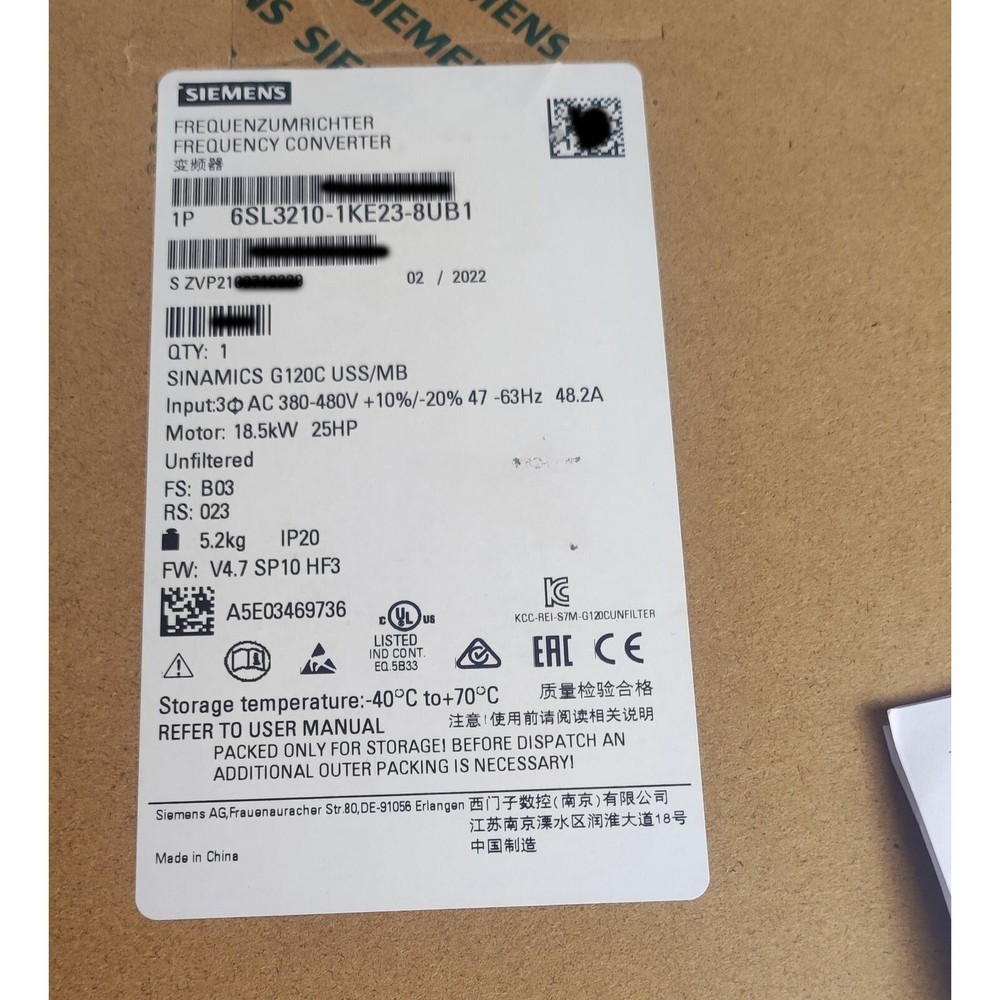 SIEMENS
SIEMENS
FREQUENZUMRICHTER
FREQUENCY CONVERTER
变频器
1P 6SL3210-1KE23-8UB1
S ZVP21
02 / 2022
QTY: 1
SINAMICS G120C USS/MB
Input:3Φ AC 380-480V +10%/-20% 47 -63Hz 48.2A
Motor: 18.5kW 25HP
Unfiltered
FS: B03
RS: 023
5.2kg IP20
FW: V4.7 SP10 HF3
A5E03469736
C UL US
LISTED
IND CONT.
EQ.5B33
KCC-REI-S7M-G120CUNFILTER
EAC CE
Storage temperature:-40°C to+70°C
质量检验合格
REFER TO USER MANUAL
注意!使用前请阅读相关说明
PACKED ONLY FOR STORAGE! BEFORE DISPATCH AN
ADDITIONAL OUTER PACKING IS NECESSARY!
Siemens AG,Frauenauracher Str.80,DE-91056 Erlangen
西门子数控(南京)有限公司
江苏南京溧水区润淮大道18号
中国制造
Made in China